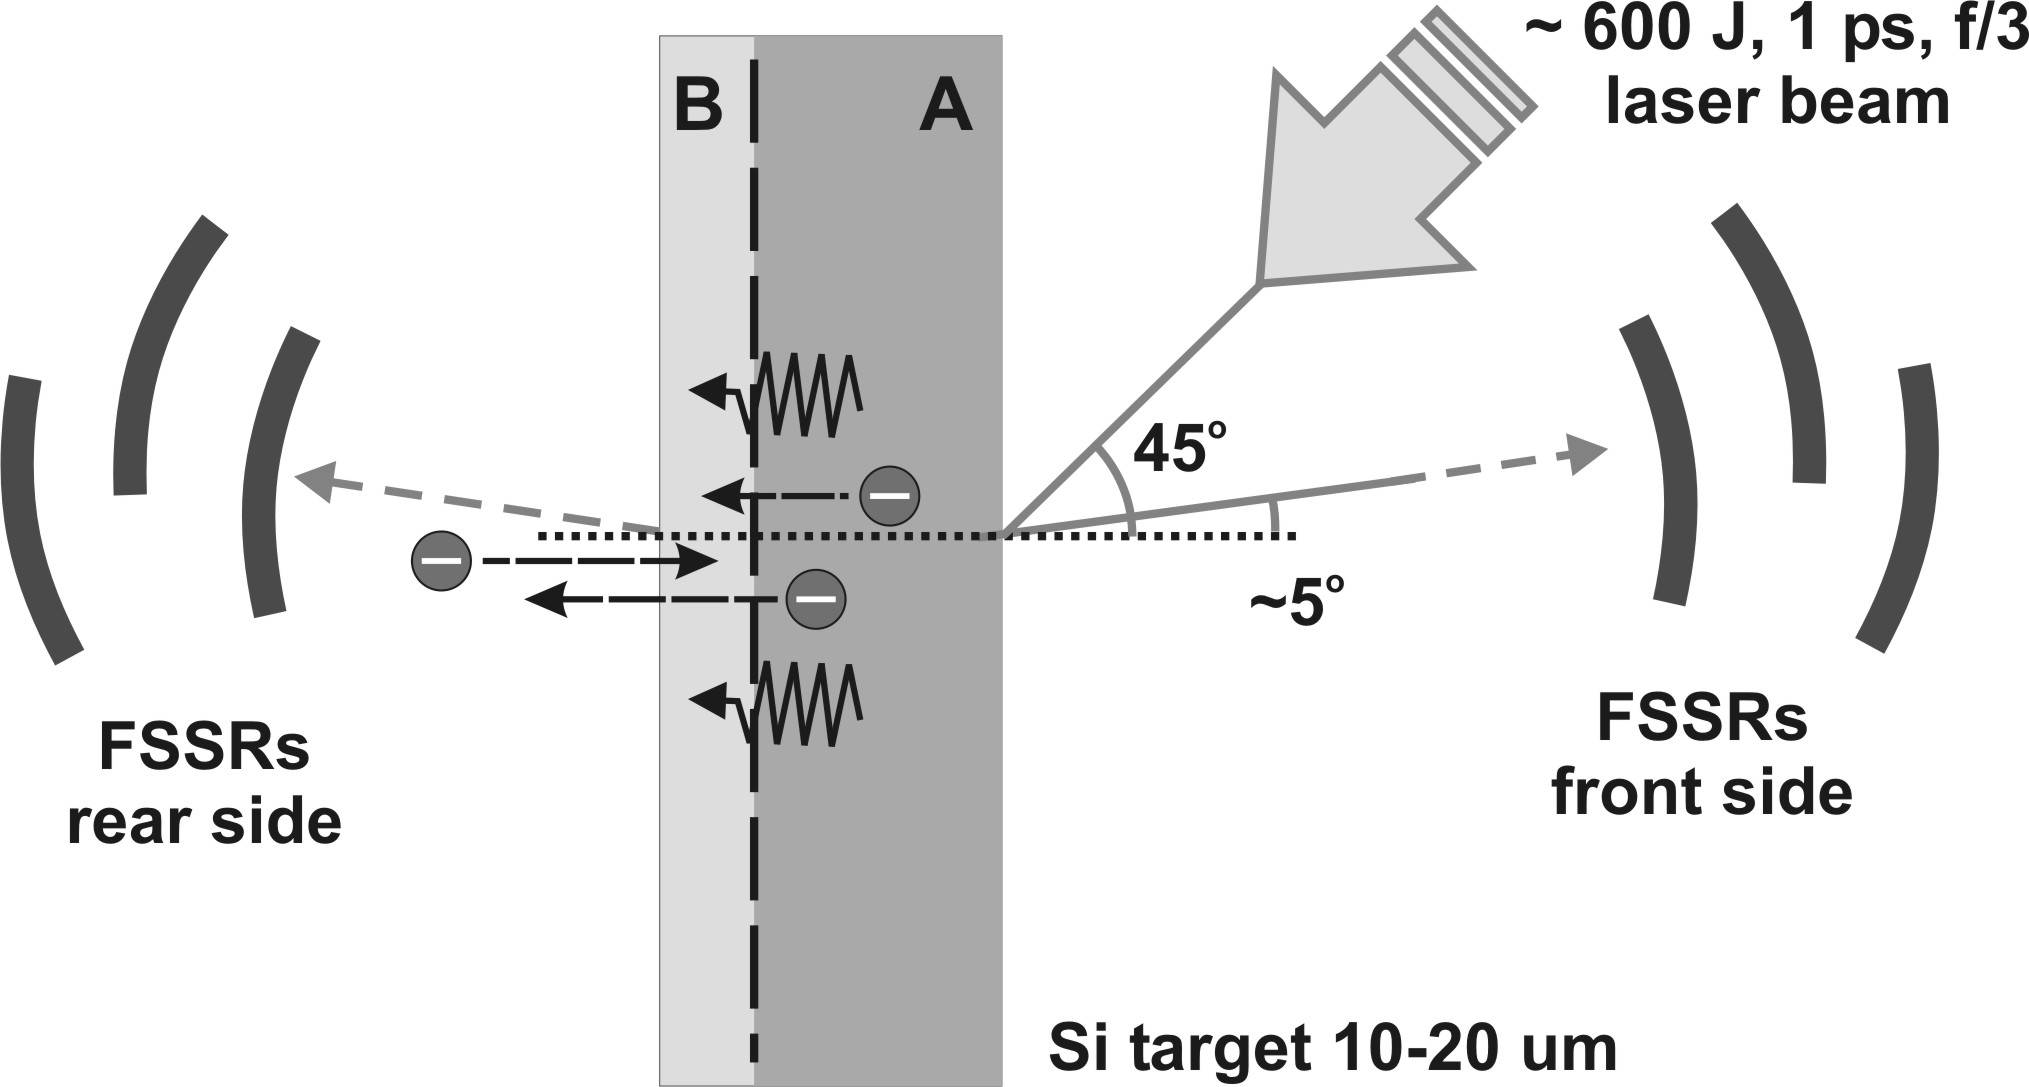 ~ 600 J, 1 ps, f/3
laser beam
B
A
45°
~5°
FSSRs
rear side
FSSRs
front side
Si target 10-20 um